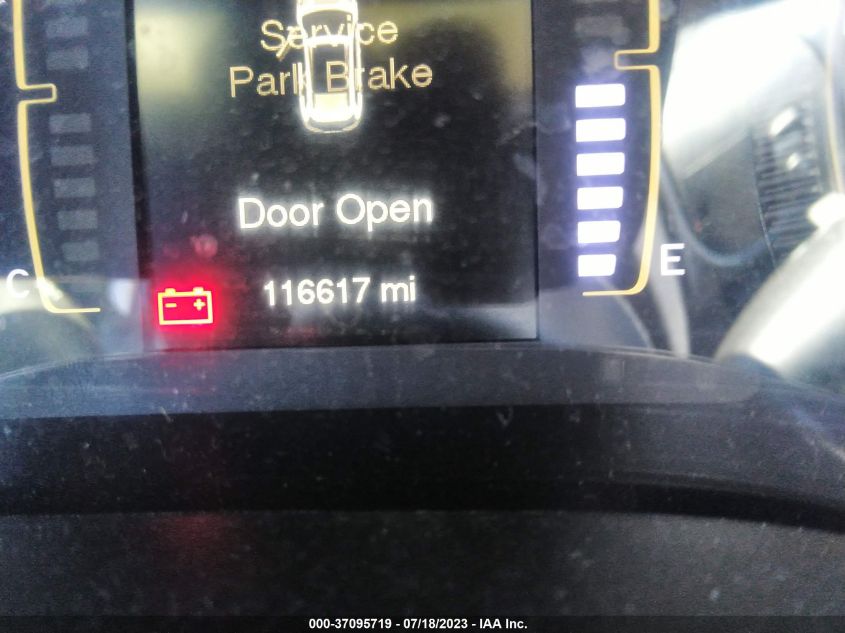 Service
Park Brake
Door Open
116617 mi
C
E
000-37095719 - 07/18/2023 - IAA Inc.